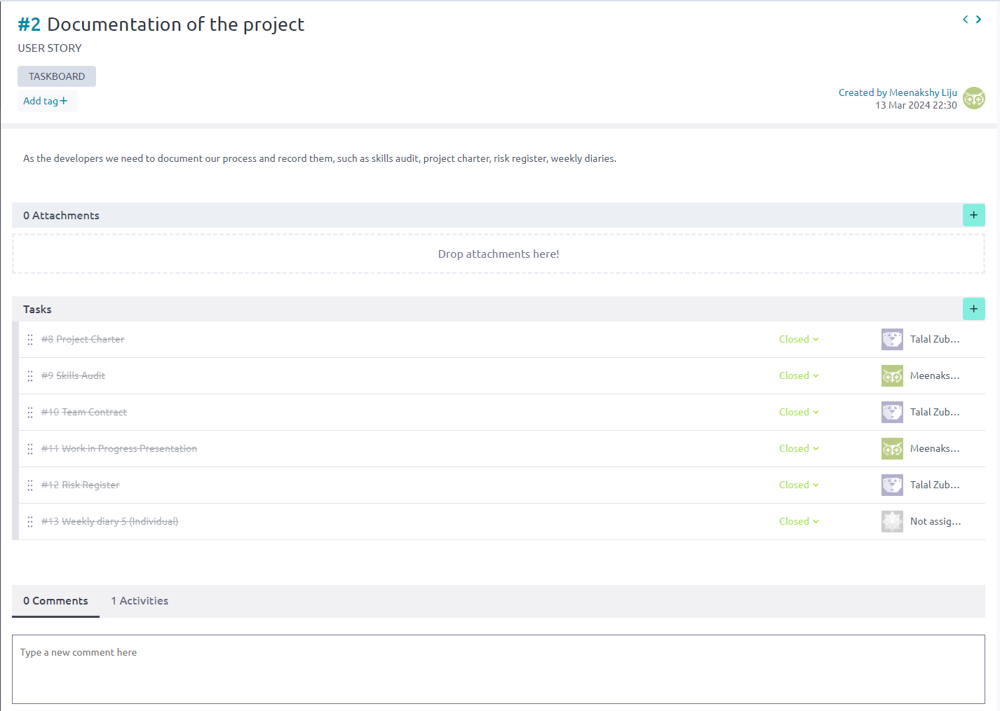 #2 Documentation of the project
USER STORY
TASKBOARD
Add tag+
Created by Meenakshy Liju
13 Mar 2024 22:30
As the developers we need to document our process and record them, such as skills audit, project charter, risk register, weekly diaries.
0 Attachments
Drop attachments here!
Tasks
#8 Project Charter Closed Talal Zub...
#9 Skills Audit Closed Meenaks...
#10 Team Contract Closed Talal Zub...
#11 Work in Progress Presentation Closed Meenaks...
#12 Risk Register Closed Talal Zub...
#13 Weekly diary 5 (Individual) Closed Not assig...
0 Comments 1 Activities
Type a new comment here